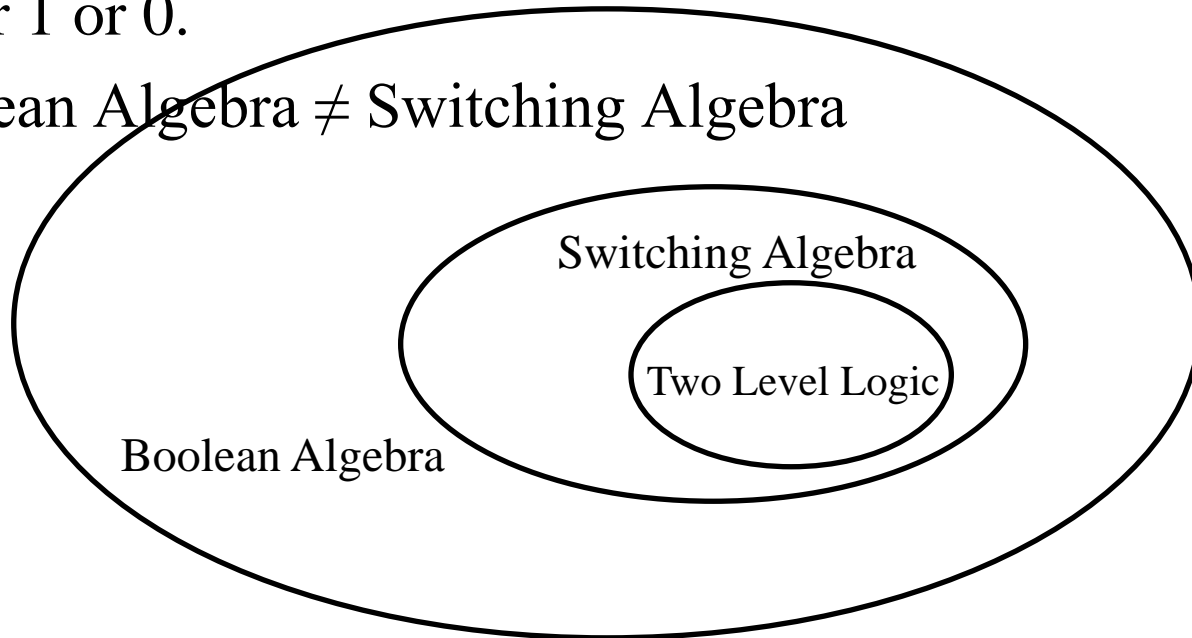 r 1 or 0.
ean Algebra ≠ Switching Algebra
Switching Algebra
Two Level Logic
Boolean Algebra